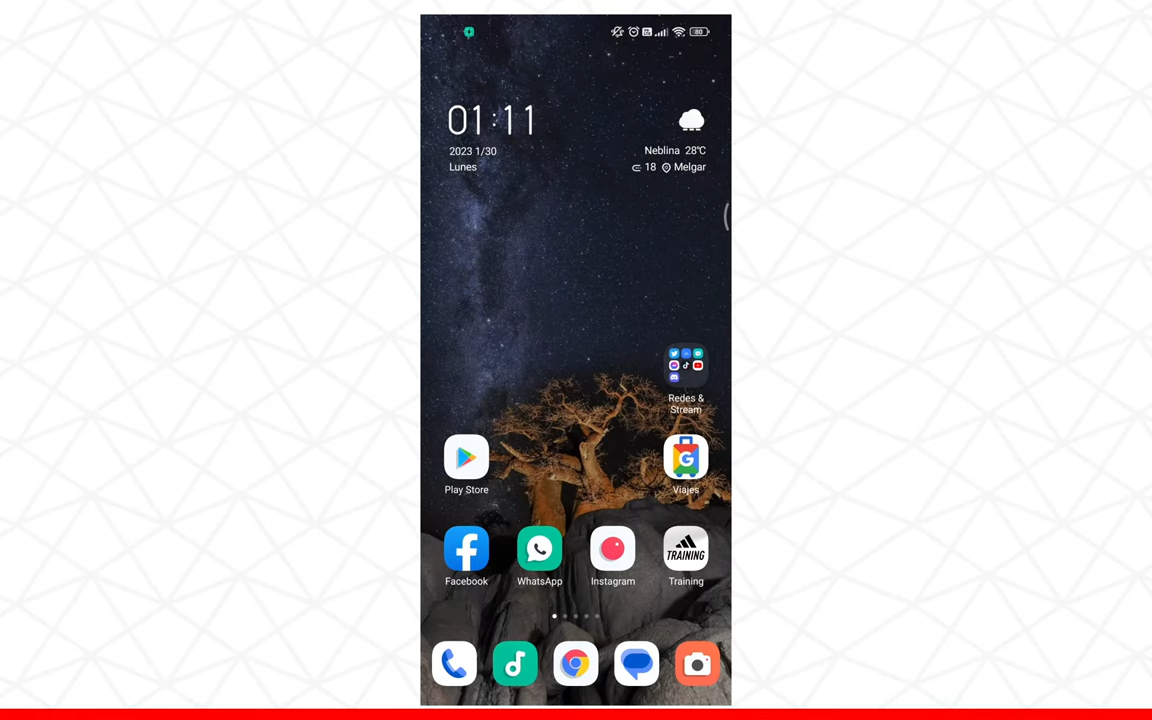 80
01:11
2023 1/30
Lunes
Neblina 28℃
18 Melgar
Redes &
Stream
Play Store
G
Viajes
TRAINING
Facebook
WhatsApp
Instagram
Training